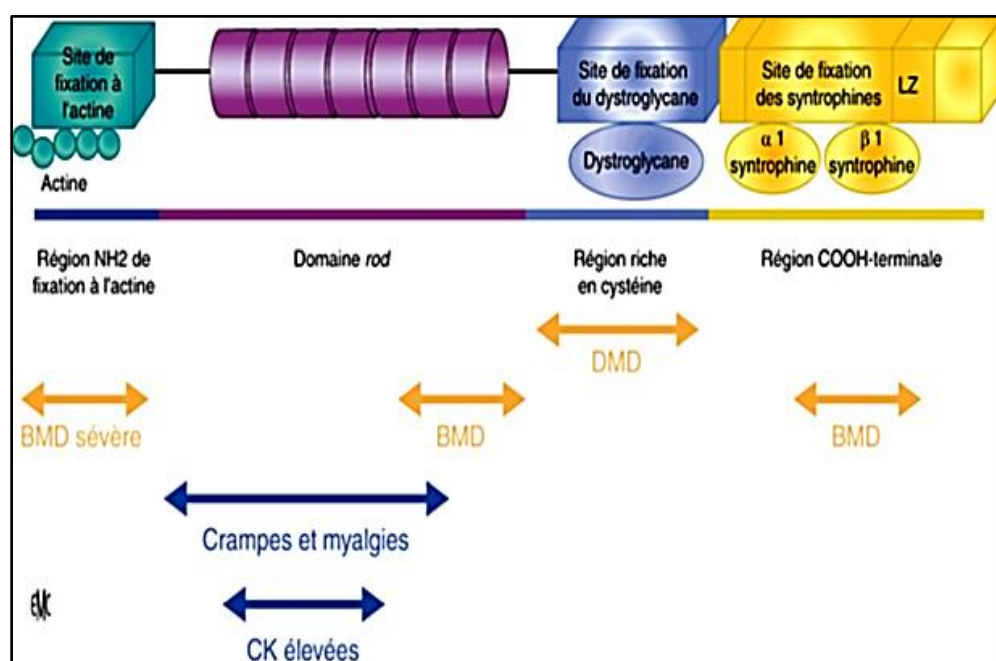 Site de
fixation à
l'actine
Site de fixation
du dystroglycane
Site de fixation
des syntrophines
LZ
Actine
Dystroglycane
α 1
syntrophine
β 1
syntrophine
Région NH2 de
fixation à l'actine
Domaine rod
Région riche
en cystéine
Région COOH-terminale
DMD
BMD sévère
BMD
BMD
Crampes et myalgies
EMC
CK élevées